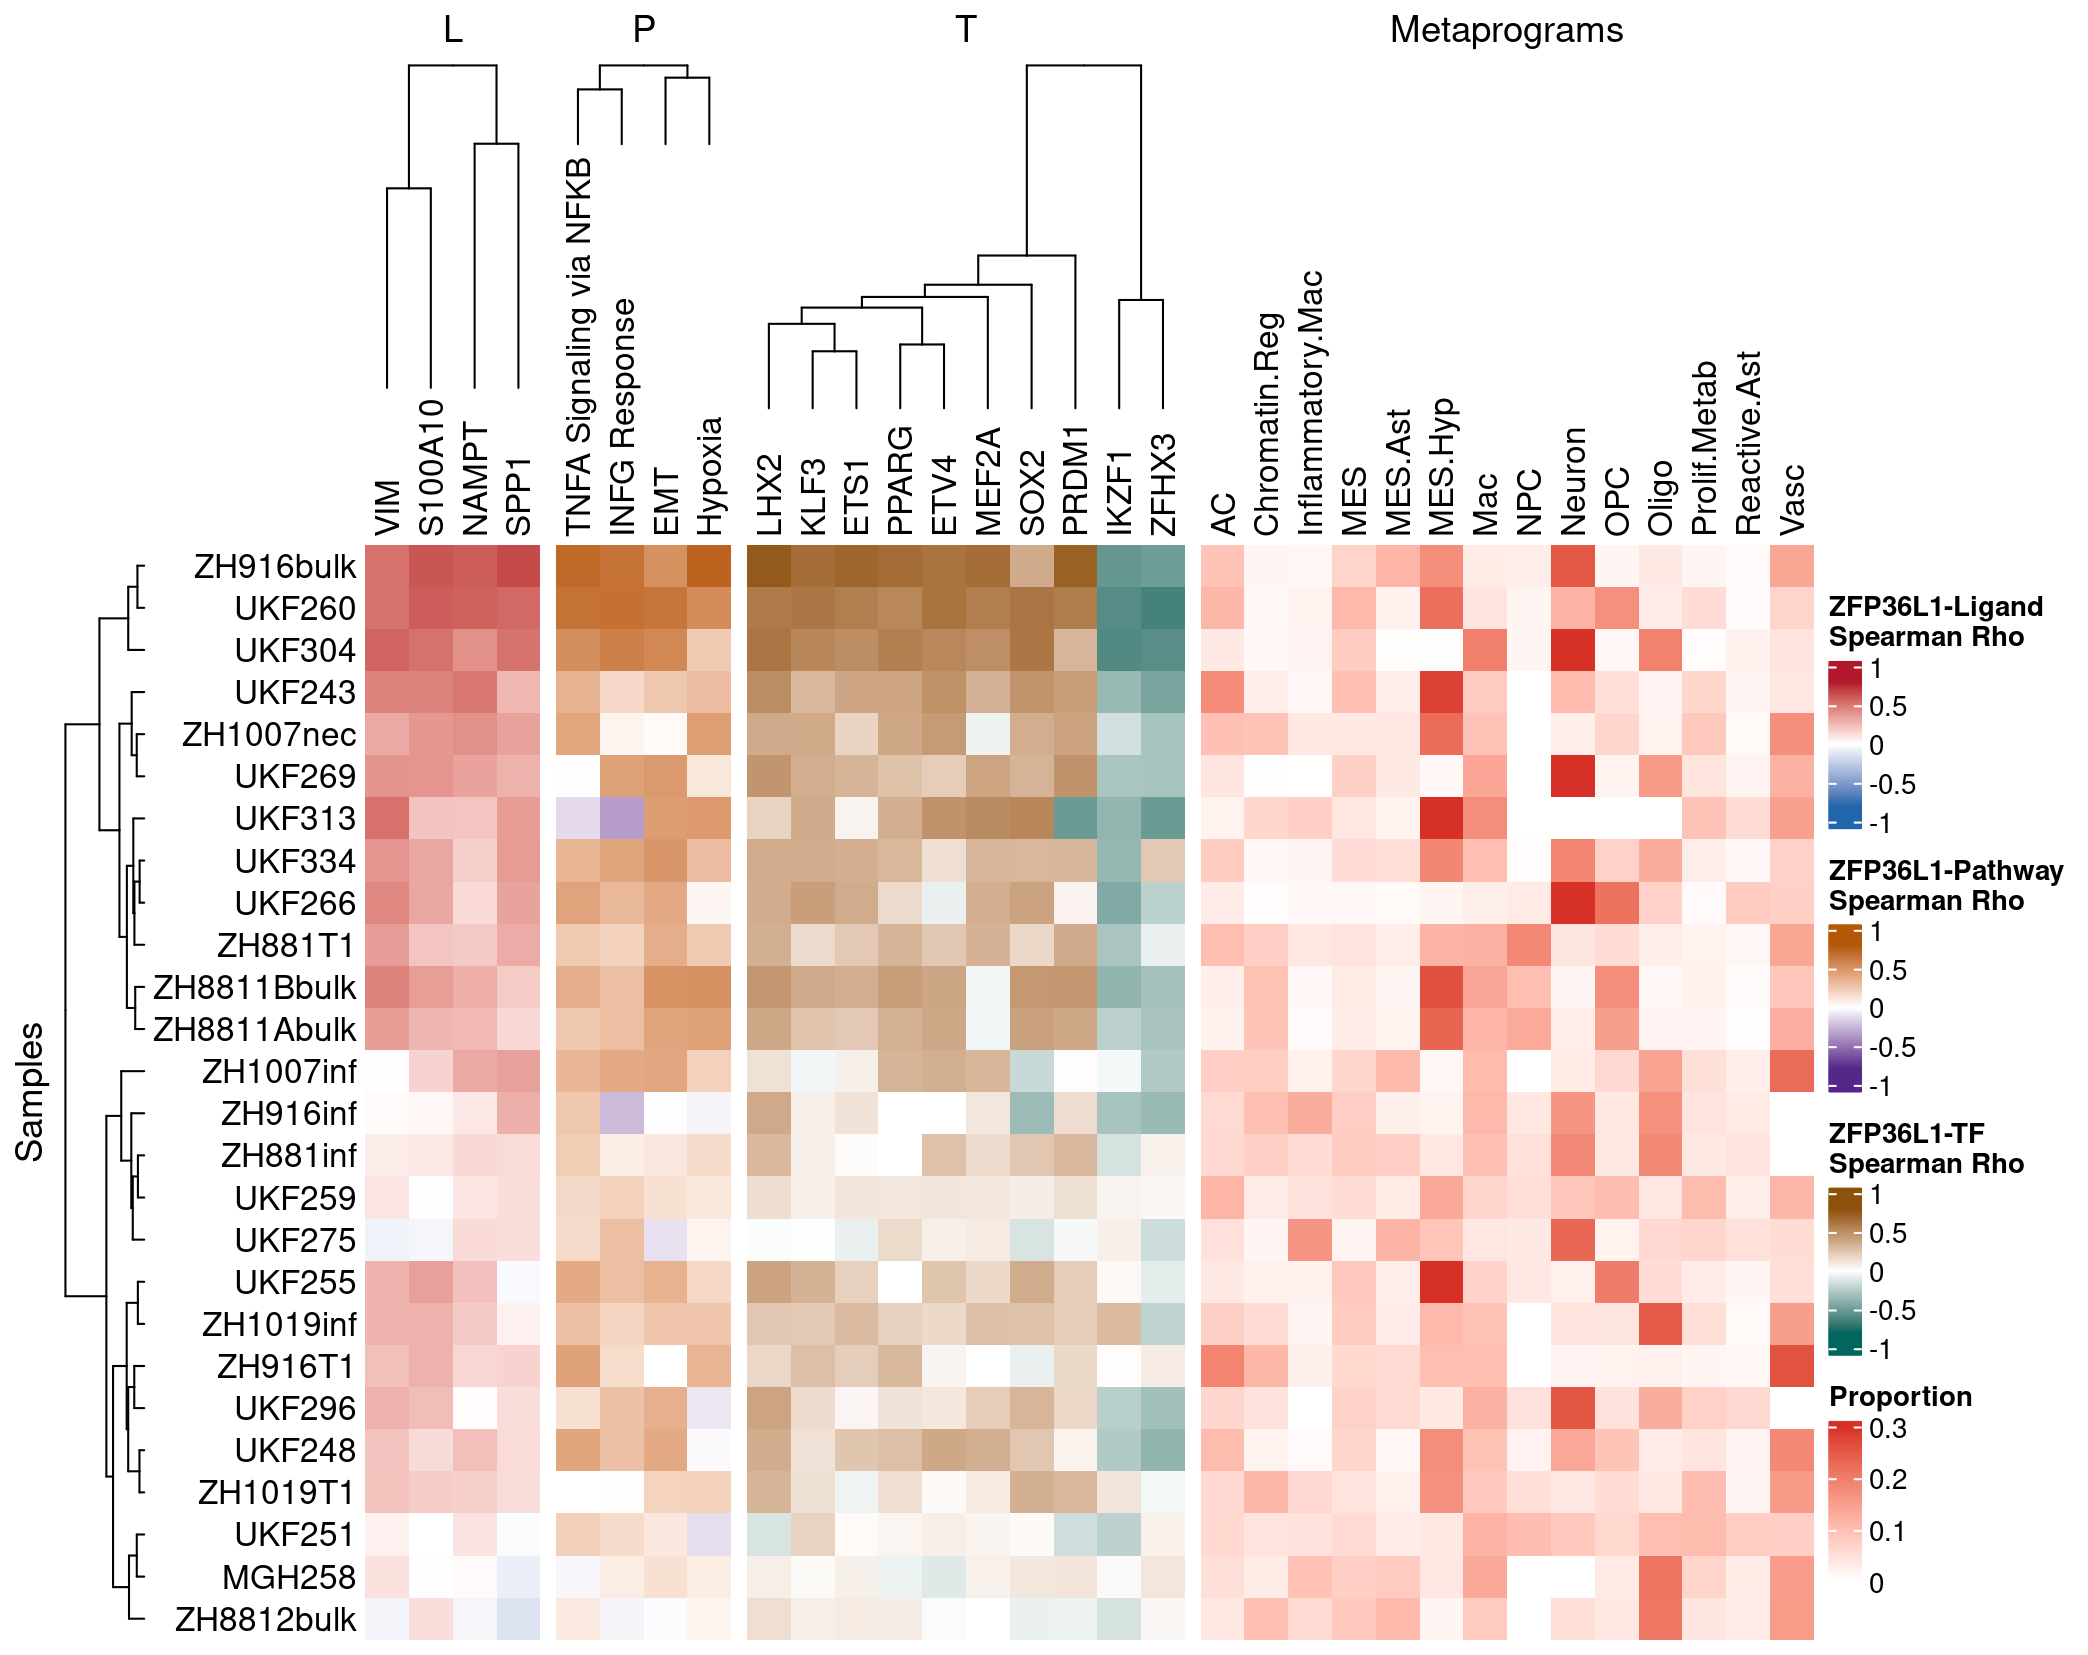 L
P
T
Metaprograms
VIM
S100A10
NAMPT
SPP1
TNFA Signaling via NFKB
INFG Response
EMT
Hypoxia
LHX2
KLF3
ETS1
PPARG
ETV4
MEF2A
SOX2
PRDM1
IKZF1
ZFHX3
AC
Chromatin.Reg
Inflammatory.Mac
MES
MES.Ast
MES.Hyp
Mac
NPC
Neuron
OPC
Oligo
Prolif.Metab
Reactive.Ast
Vasc
Samples
ZH916bulk
UKF260
UKF304
UKF243
ZH1007nec
UKF269
UKF313
UKF334
UKF266
ZH881T1
ZH8811Bbulk
ZH8811Abulk
ZH1007inf
ZH916inf
ZH881inf
UKF259
UKF275
UKF255
ZH1019inf
ZH916T1
UKF296
UKF248
ZH1019T1
UKF251
MGH258
ZH8812bulk
ZFP36L1-Ligand
Spearman Rho
1
0.5
0
-0.5
-1
ZFP36L1-Pathway
Spearman Rho
1
0.5
0
-0.5
-1
ZFP36L1-TF
Spearman Rho
1
0.5
0
-0.5
-1
Proportion
0.3
0.2
0.1
0